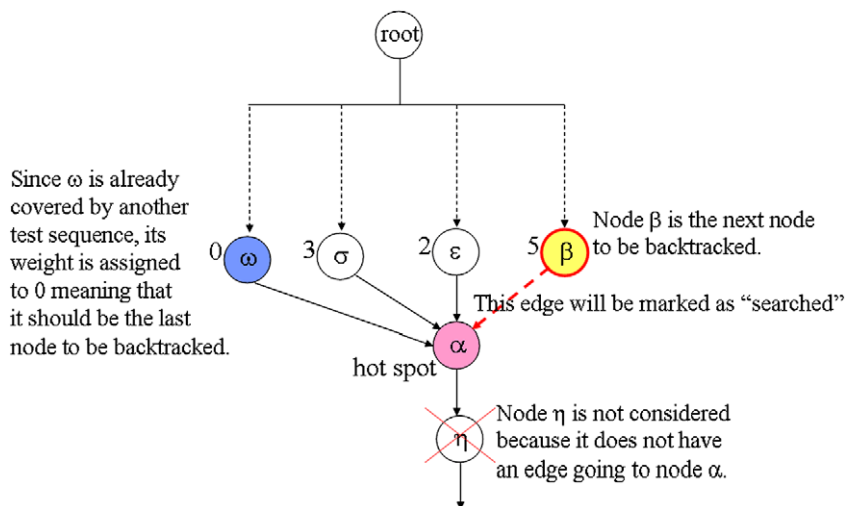 root
Since ω is already
covered by another
test sequence, its
weight is assigned
to 0 meaning that
it should be the last
node to be backtracked.
0 ω
3 σ
2 ε
5 β
Node β is the next node
to be backtracked.
This edge will be marked as “searched”
α
hot spot
η
Node η is not considered
because it does not have
an edge going to node α.